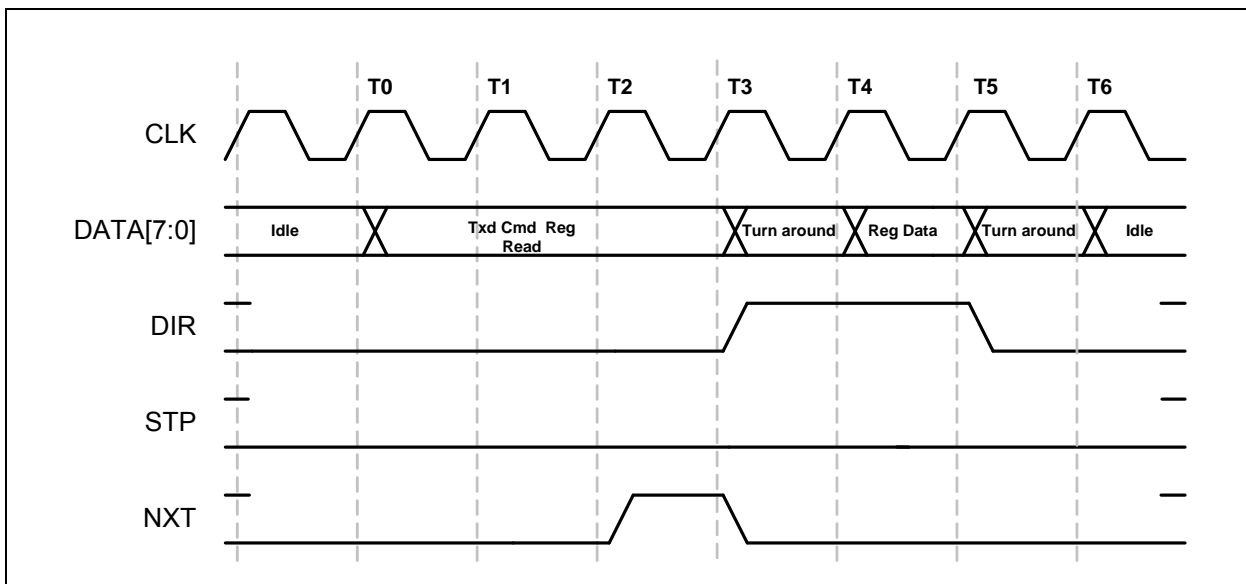 T0 T1 T2 T3 T4 T5 T6
CLK
DATA[7:0]
Idle Txd Cmd Reg Turn around Reg Data Turn around Idle
Read
DIR
STP
NXT